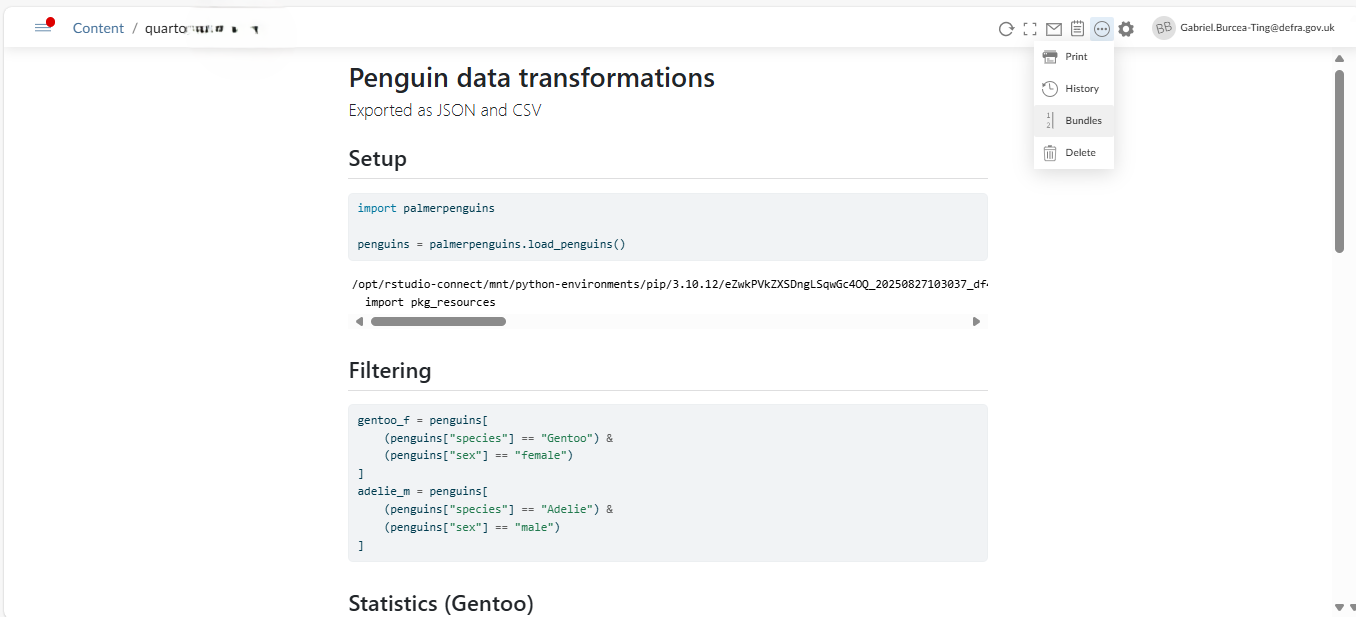 Content / quarto
BB Gabriel.Burcea-Ting@defra.gov.uk
Print
History
Bundles
Delete
Penguin data transformations
Exported as JSON and CSV
Setup
import palmerpenguins
penguins = palmerpenguins.load_penguins()
/opt/rstudio-connect/mnt/python-environments/pip/3.10.12/eZwkPVkZXSDngLSqwGc4OQ_20250827103037_df4
import pkg_resources
Filtering
gentoo_f = penguins[
(penguins["species"] == "Gentoo") &
(penguins["sex"] == "female")
]
adelie_m = penguins[
(penguins["species"] == "Adelie") &
(penguins["sex"] == "male")
]
Statistics (Gentoo)